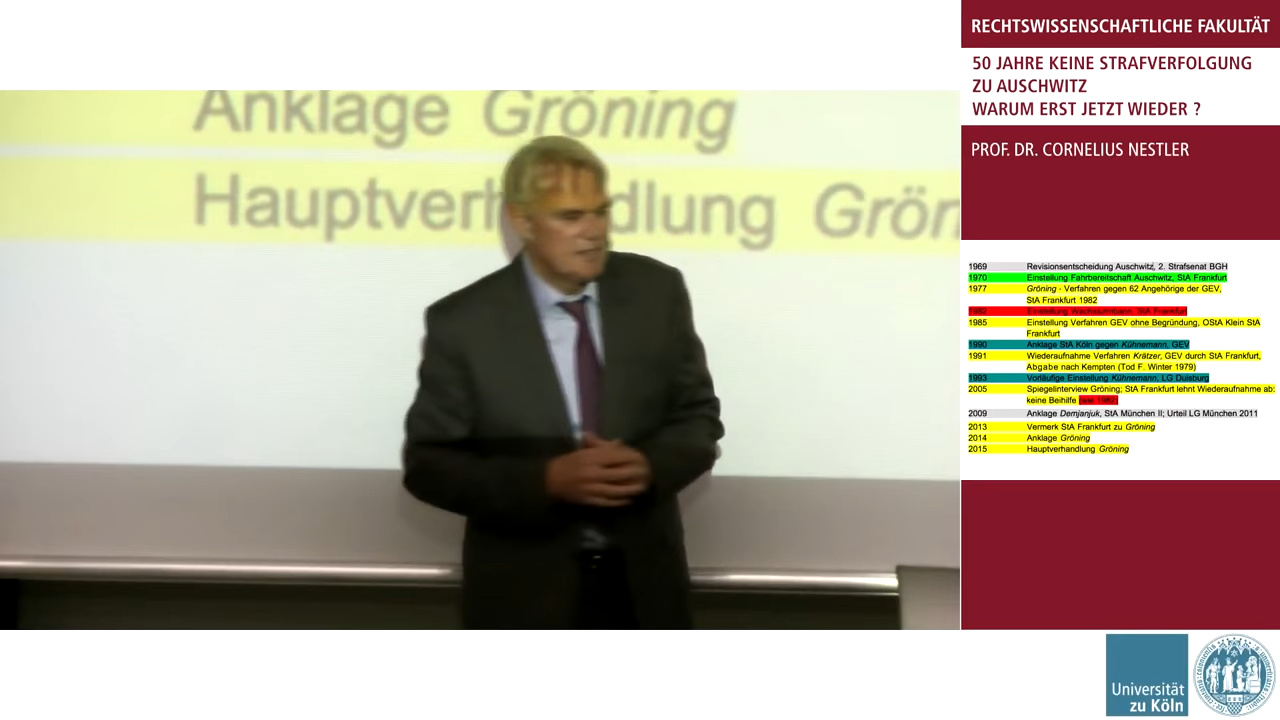 Anklage Gröning
Hauptverhandlung Grön
RECHTSWISSENSCHAFTLICHE FAKULTÄT
50 JAHRE KEINE STRAFVERFOLGUNG
ZU AUSCHWITZ
WARUM ERST JETZT WIEDER ?
PROF. DR. CORNELIUS NESTLER
1969 Revisionsentscheidung Auschwitz, 2. Strafsenat BGH
1970 Einstellung Fahrbereitschaft Auschwitz, StA Frankfurt
1977 Gröning - Verfahren gegen 62 Angehörige der GEV,
StA Frankfurt 1982
1982 Einstellung Wachsturmbann, StA Frankfurt
1985 Einstellung Verfahren GEV ohne Begründung, OStA Klein StA
Frankfurt
1990 Anklage StA Köln gegen Kühnemann, GEV
1991 Wiederaufnahme Verfahren Krätzer, GEV durch StA Frankfurt,
Abgabe nach Kempten (Tod F. Winter 1979)
1993 Vorläufige Einstellung Kühnemann, LG Duisburg
2005 Spiegelinterview Gröning; StA Frankfurt lehnt Wiederaufnahme ab:
keine Beihilfe
2009 Anklage Demjanjuk, StA München II; Urteil LG München 2011
2013 Vermerk StA Frankfurt zu Gröning
2014 Anklage Gröning
2015 Hauptverhandlung Gröning
Universität
zu Köln